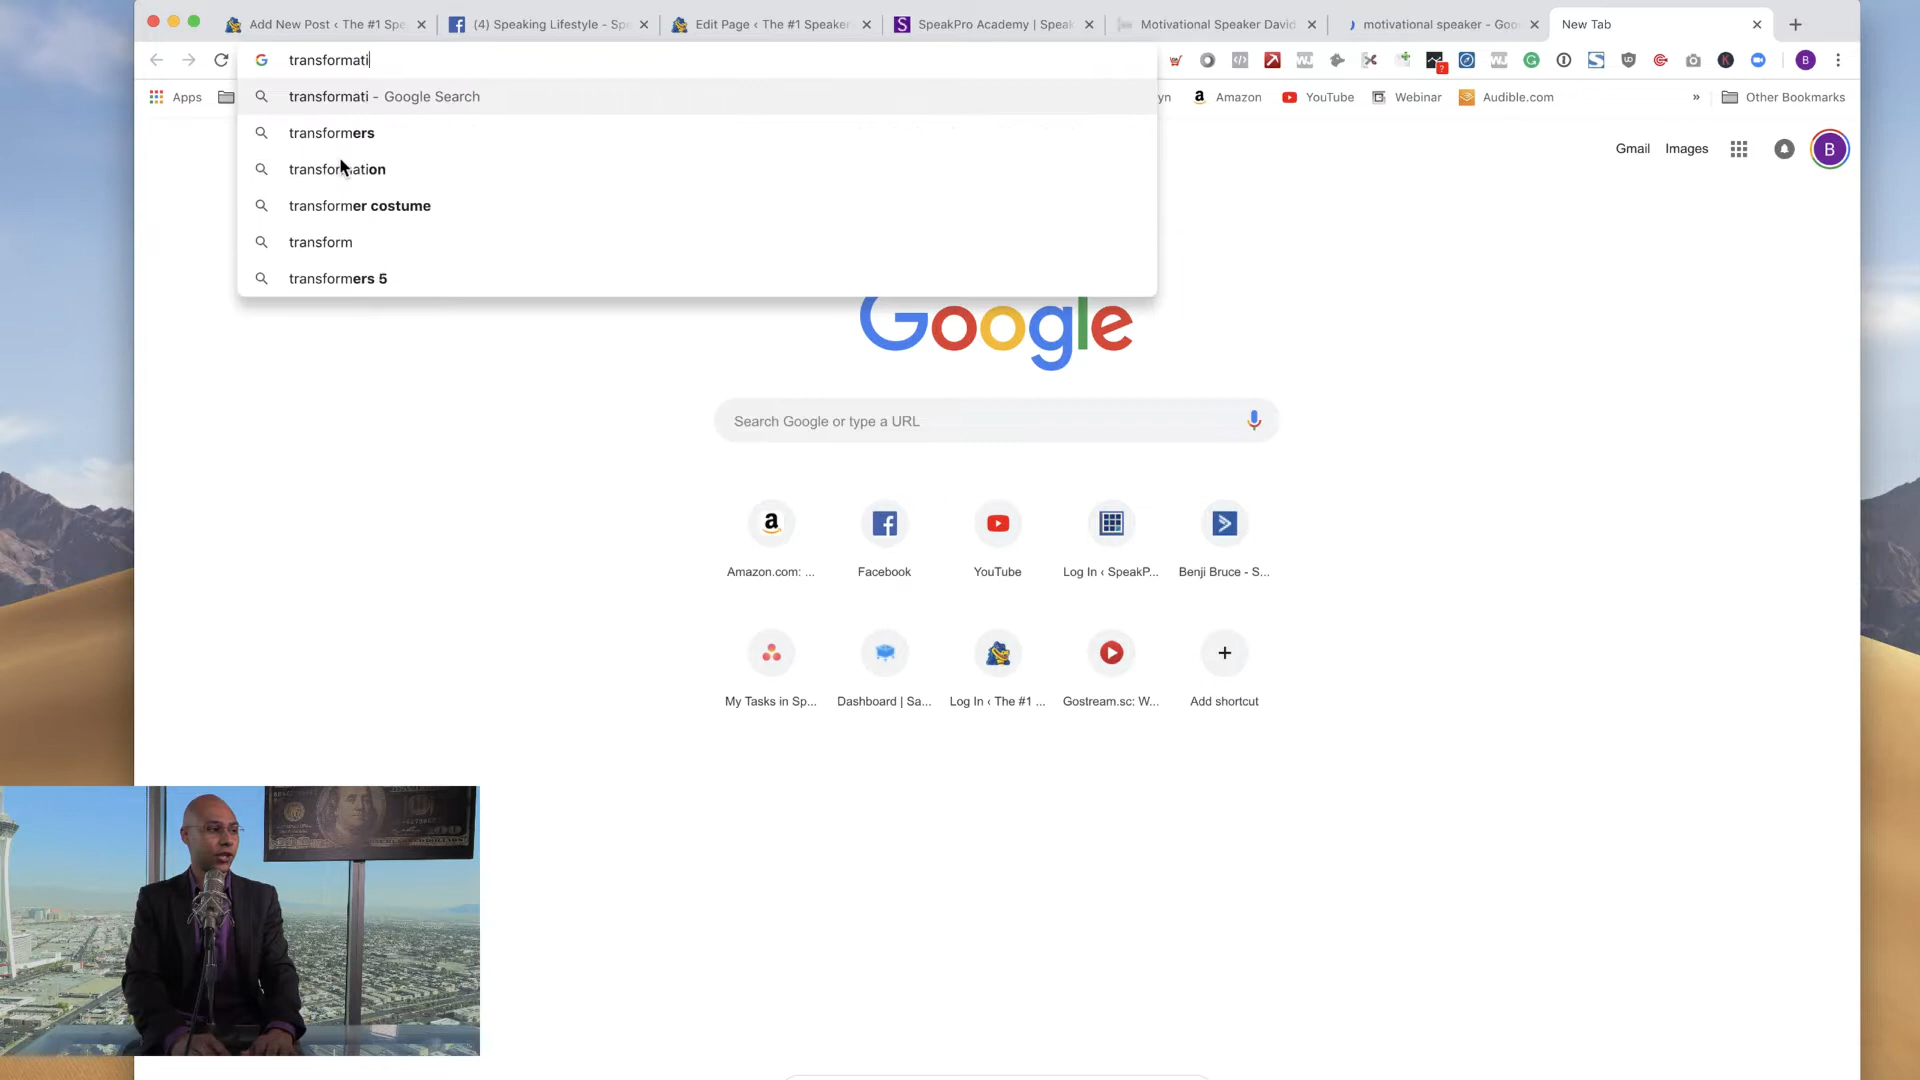 Add New Post ‹ The #1 Spe
(4) Speaking Lifestyle - Sp
Edit Page ‹ The #1 Speaker
SpeakPro Academy | Speak
Motivational Speaker David
motivational speaker - Goo
New Tab
transformati
Apps
yn
Amazon
YouTube
Webinar
Audible.com
»
Other Bookmarks
transformati - Google Search
transformers
transformation
transformer costume
transform
transformers 5
Gmail
Images
B
Google
Search Google or type a URL
Amazon.com: ...
Facebook
YouTube
Log In ‹ SpeakP...
Benji Bruce - S...
My Tasks in Sp...
Dashboard | Sa...
Log In ‹ The #1 ...
Gostream.sc: W...
Add shortcut